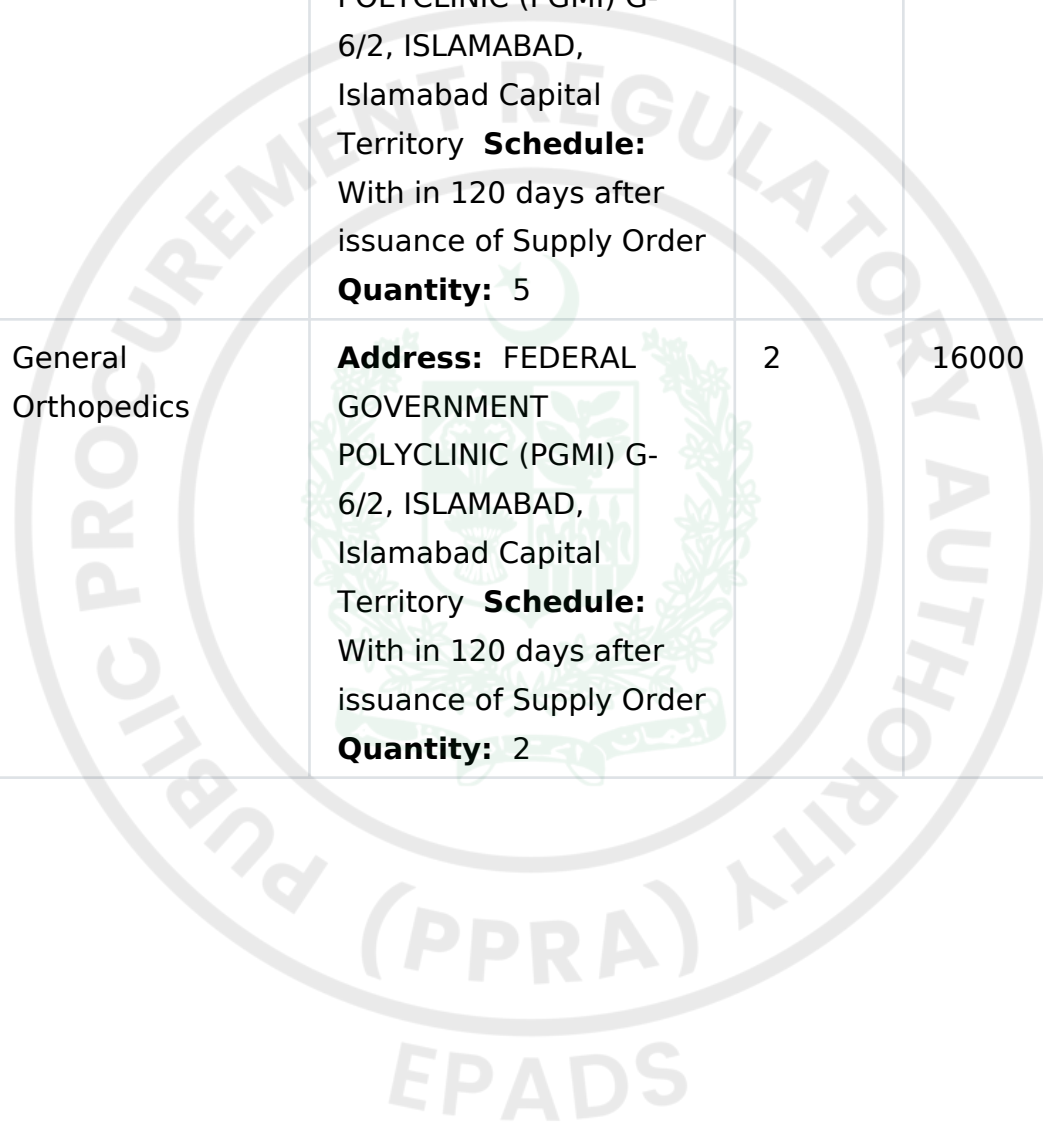 POLYCLINIC (PGMI) G-
6/2, ISLAMABAD,
Islamabad Capital
Territory Schedule:
With in 120 days after
issuance of Supply Order
Quantity: 5
General
Orthopedics
Address: FEDERAL
GOVERNMENT
POLYCLINIC (PGMI) G-
6/2, ISLAMABAD,
Islamabad Capital
Territory Schedule:
With in 120 days after
issuance of Supply Order
Quantity: 2
2
16000
PUBLIC PROCUREMENT REGULATORY AUTHORITY
(PPRA)
EPADS